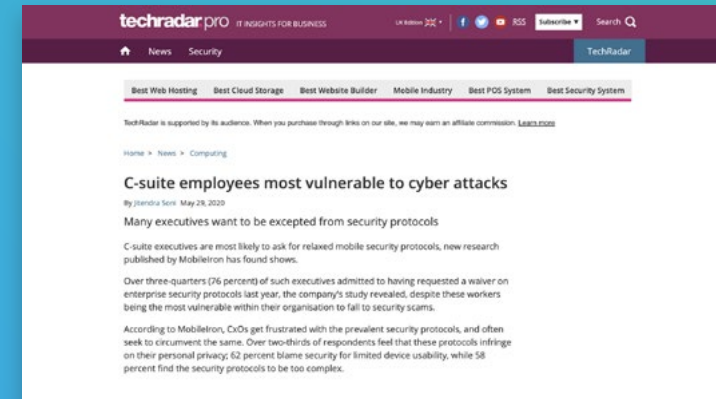 techradar pro IT INSIGHTS FOR BUSINESS UK Edition RSS Subscribe ▼ Search
News Security TechRadar
Best Web Hosting Best Cloud Storage Best Website Builder Mobile Industry Best POS System Best Security System
TechRadar is supported by its audience. When you purchase through links on our site, we may earn an affiliate commission. Learn more
Home > News > Computing
C-suite employees most vulnerable to cyber attacks
By Jitendra Soni May 29, 2020
Many executives want to be excepted from security protocols
C-suite executives are most likely to ask for relaxed mobile security protocols, new research
published by MobileIron has found shows.
Over three-quarters (76 percent) of such executives admitted to having requested a waiver on
enterprise security protocols last year, the company's study revealed, despite these workers
being the most vulnerable within their organisation to fall to security scams.
According to MobileIron, CxOs get frustrated with the prevalent security protocols, and often
seek to circumvent the same. Over two-thirds of respondents feel that these protocols infringe
on their personal privacy; 62 percent blame security for limited device usability, while 58
percent find the security protocols to be too complex.